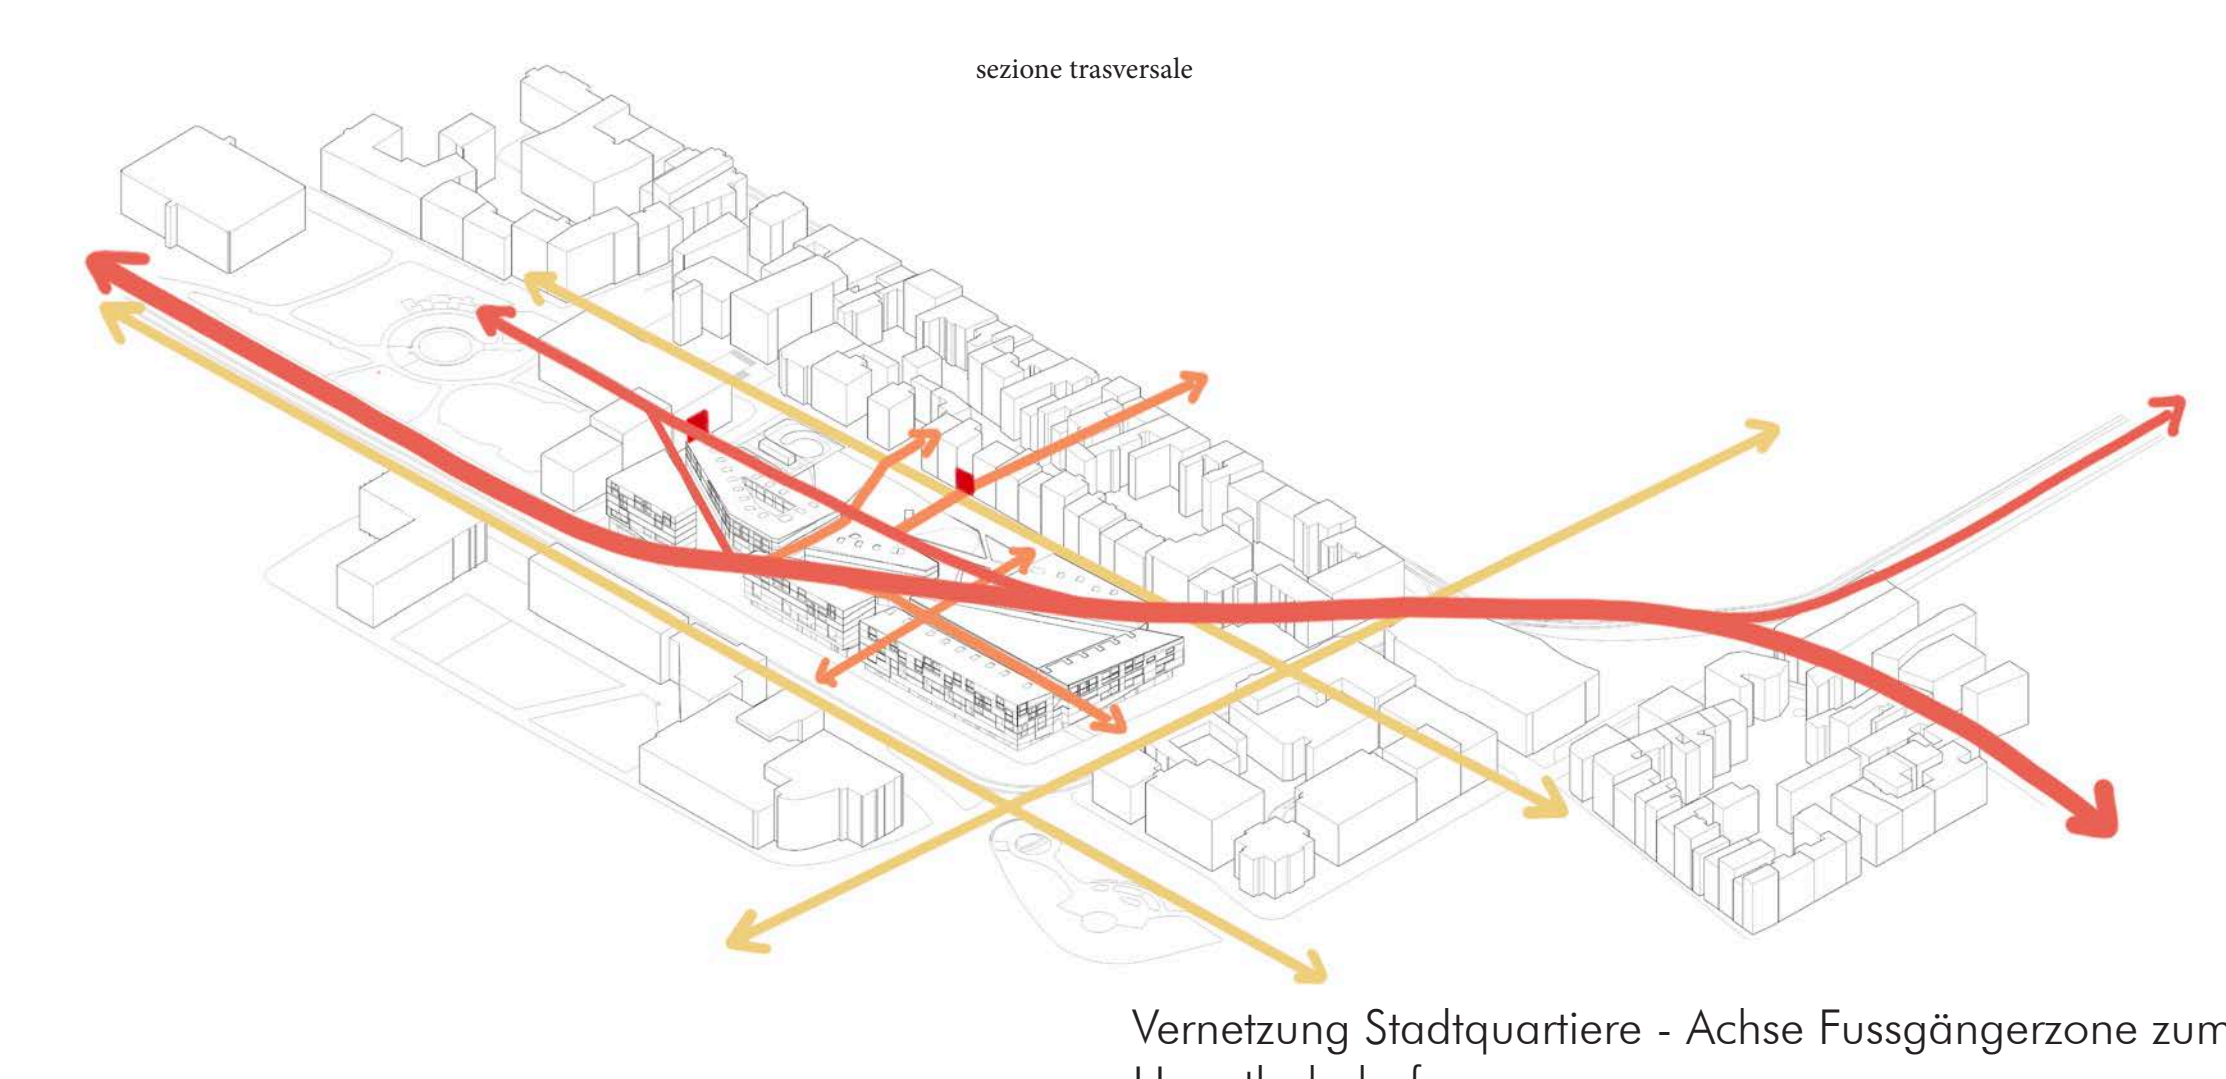 sezione trasversale
Vernetzung Stadtquartiere - Achse Fussgängerzone zum